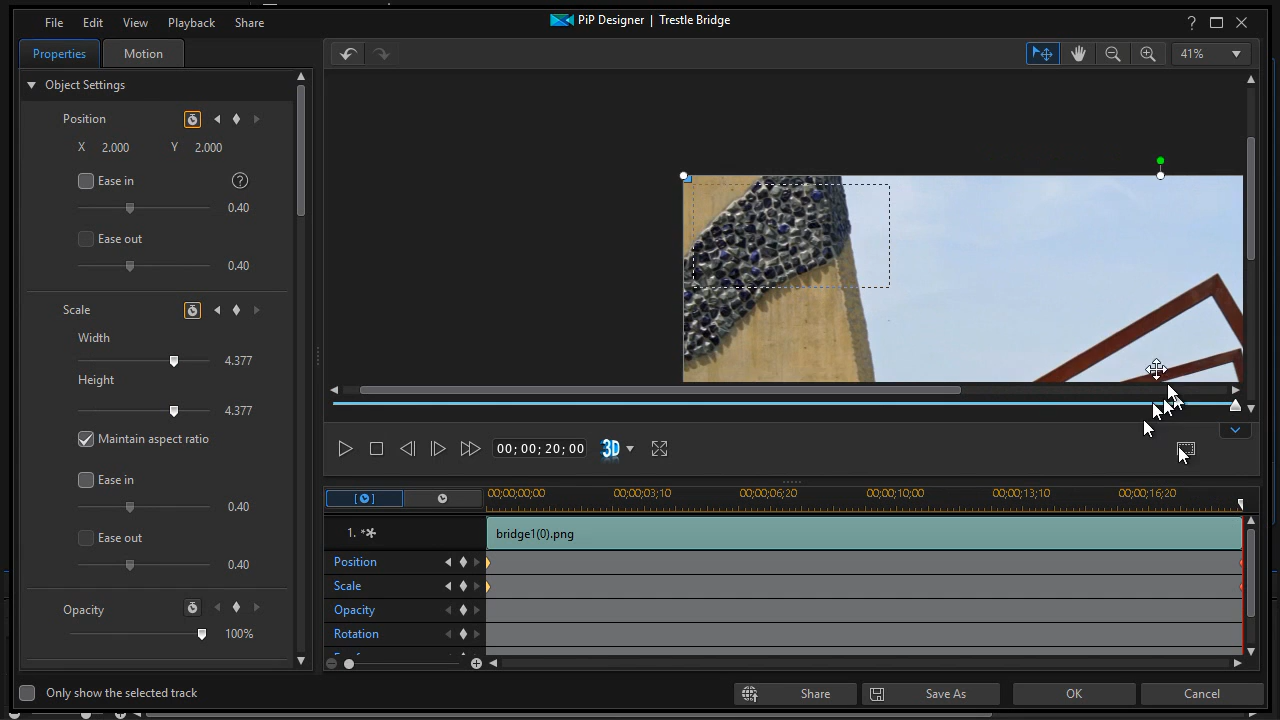 File Edit View Playback Share
PiP Designer | Trestle Bridge
?
Properties Motion
41%
Object Settings
Position
X 2.000 Y 2.000
Ease in ?
0.40
Ease out
0.40
Scale
Width
4.377
Height
4.377
Maintain aspect ratio
Ease in
0.40
Ease out
0.40
Opacity
100%
00; 00; 20; 00
3D
00;00;00;00 00;00;03;10 00;00;06;20 00;00;10;00 00;00;13;10 00;00;16;20
1. bridge1(0).png
Position
Scale
Opacity
Rotation
Only show the selected track
Share Save As OK Cancel